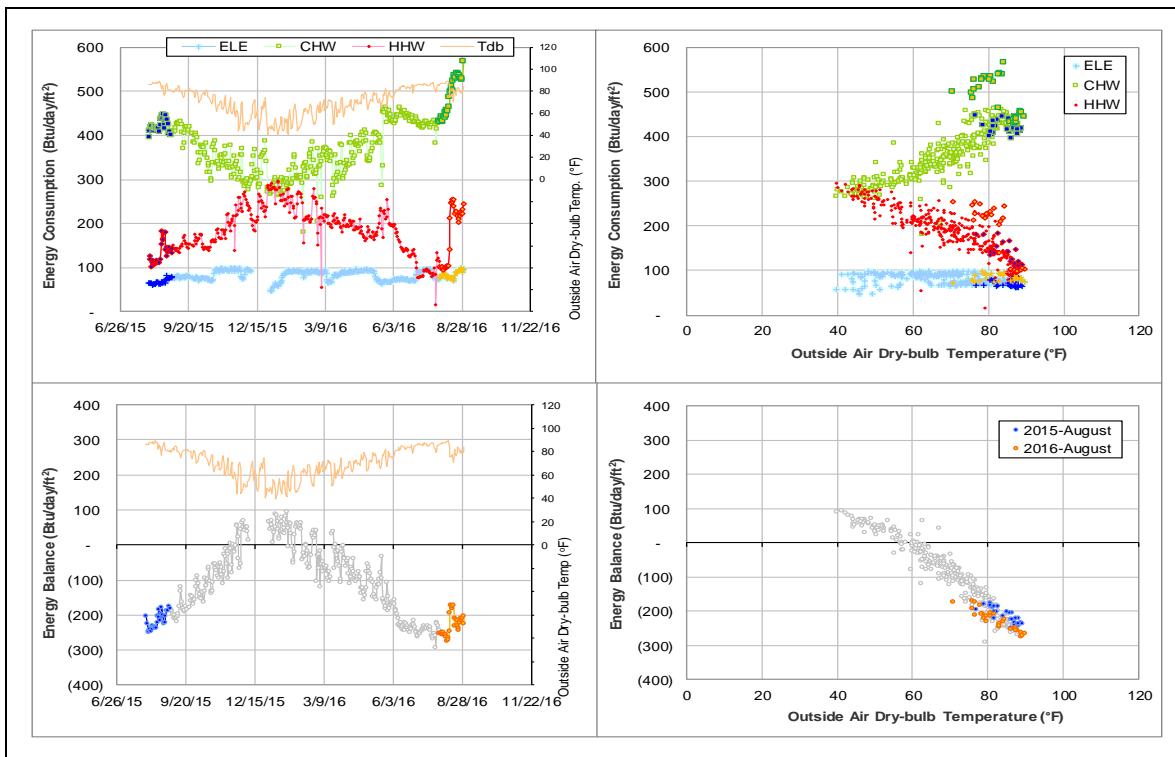 ELE CHW HHW Tdb
Energy Consumption (Btu/day/ft²)
600
500
400
300
200
100
-
120
100
80
60
40
20
0
Outside Air Dry-bulb Temp. (°F)
6/26/15 9/20/15 12/15/15 3/9/16 6/3/16 8/28/16 11/22/16
ELE
CHW
HHW
Energy Consumption (Btu/day/ft²)
600
500
400
300
200
100
-
0 20 40 60 80 100 120
Outside Air Dry-bulb Temperature (°F)
Energy Balance (Btu/day/ft²)
400
300
200
100
-
(100)
(200)
(300)
(400)
120
100
80
60
40
20
0
Outside Air Dry-bulb Temp (°F)
6/26/15 9/20/15 12/15/15 3/9/16 6/3/16 8/28/16 11/22/16
2015-August
2016-August
Energy Balance (Btu/day/ft²)
400
300
200
100
-
(100)
(200)
(300)
(400)
0 20 40 60 80 100 120
Outside Air Dry-bulb Temperature (°F)